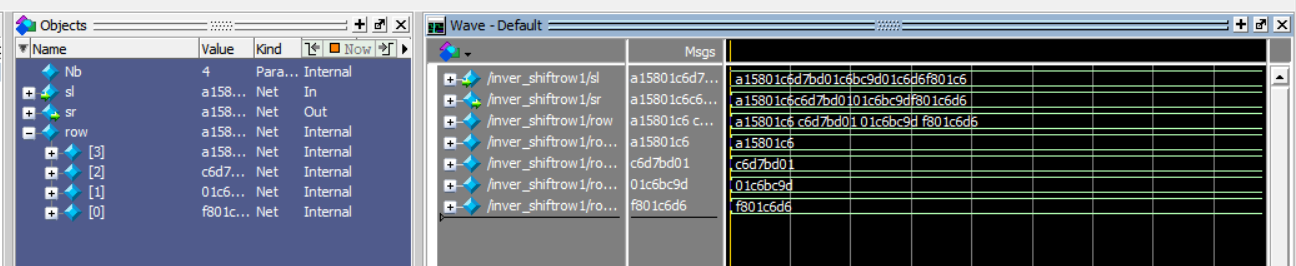 Objects
Wave - Default
Name Value Kind Now
Msgs
Nb 4 Para... Internal
sl a158... Net In
sr a158... Net Out
row a158... Net Internal
[3] a158... Net Internal
[2] c6d7... Net Internal
[1] 01c6... Net Internal
[0] f801c... Net Internal
/inver_shiftrow1/sl a15801c6d7... a15801c6d7bd01c6bc9d01c6d6f801c6
/inver_shiftrow1/sr a15801c6c6... a15801c6c6d7bd0101c6bc9df801c6d6
/inver_shiftrow1/row a15801c6 c... a15801c6 c6d7bd01 01c6bc9d f801c6d6
/inver_shiftrow1/ro... a15801c6 a15801c6
/inver_shiftrow1/ro... c6d7bd01 c6d7bd01
/inver_shiftrow1/ro... 01c6bc9d 01c6bc9d
/inver_shiftrow1/ro... f801c6d6 f801c6d6